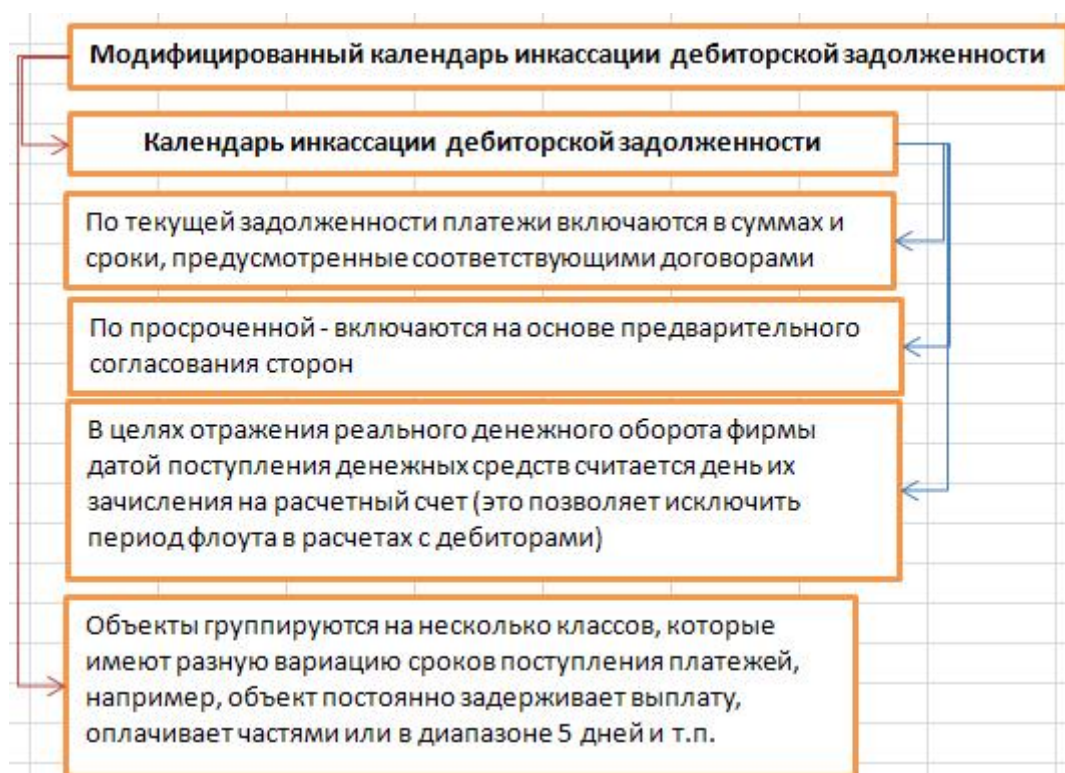 Модифицированный календарь инкассации дебиторской задолженности
Календарь инкассации дебиторской задолженности
По текущей задолженности платежи включаются в суммах и
сроки, предусмотренные соответствующими договорами
По просроченной - включаются на основе предварительного
согласования сторон
В целях отражения реального денежного оборота фирмы
датой поступления денежных средств считается день их
зачисления на расчетный счет (это позволяет исключить
период флоута в расчетах с дебиторами)
Объекты группируются на несколько классов, которые
имеют разную вариацию сроков поступления платежей,
например, объект постоянно задерживает выплату,
оплачивает частями или в диапазоне 5 дней и т.п.